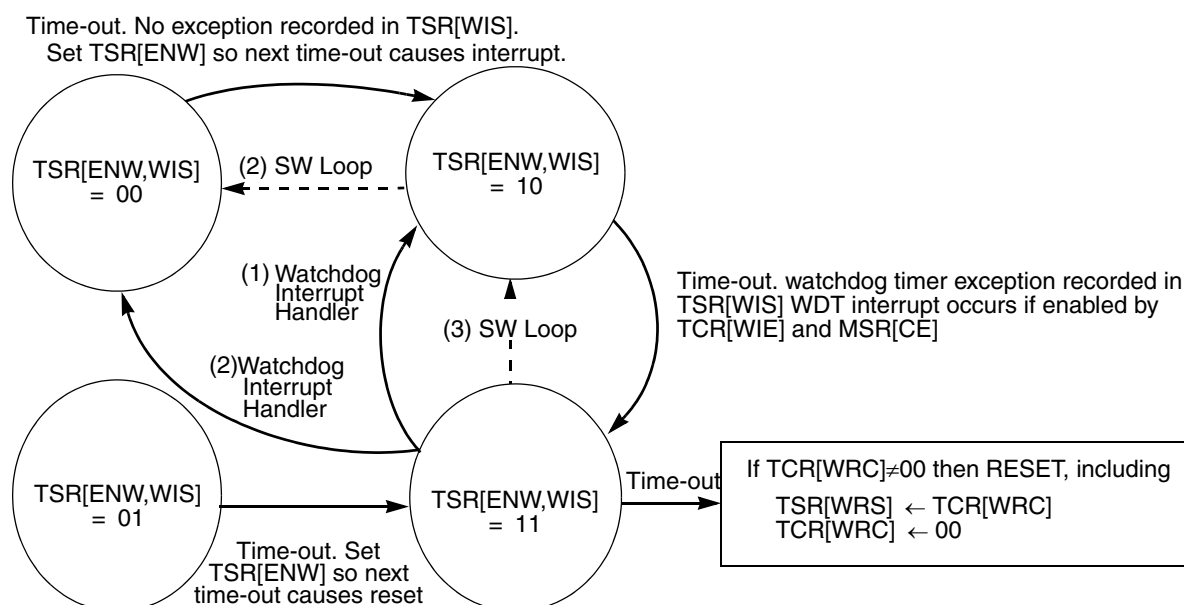 Time-out. No exception recorded in TSR[WIS].
Set TSR[ENW] so next time-out causes interrupt.
TSR[ENW,WIS]
= 00
(2) SW Loop
TSR[ENW,WIS]
= 10
(1) Watchdog
Interrupt
Handler
(3) SW Loop
Time-out. watchdog timer exception recorded in
TSR[WIS] WDT interrupt occurs if enabled by
TCR[WIE] and MSR[CE]
(2)Watchdog
Interrupt
Handler
TSR[ENW,WIS]
= 01
Time-out. Set
TSR[ENW] so next
time-out causes reset
TSR[ENW,WIS]
= 11
Time-out
If TCR[WRC]≠00 then RESET, including
TSR[WRS] ← TCR[WRC]
TCR[WRC] ← 00